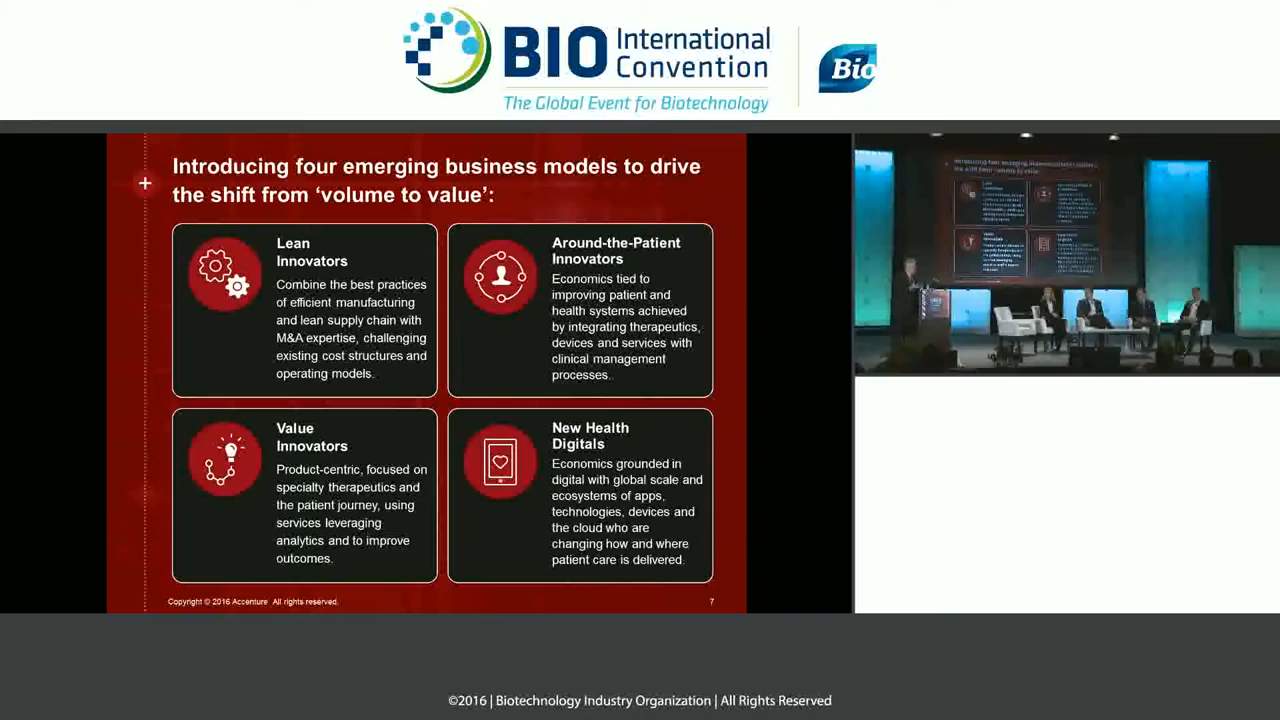 BIO International
Convention
The Global Event for Biotechnology
Bio
Introducing four emerging business models to drive
the shift from ‘volume to value’:
Lean
Innovators
Combine the best practices
of efficient manufacturing
and lean supply chain with
M&A expertise, challenging
existing cost structures and
operating models.
Around-the-Patient
Innovators
Economics tied to
improving patient and
health systems achieved
by integrating therapeutics,
devices and services with
clinical management
processes.
Value
Innovators
Product-centric, focused on
specialty therapeutics and
the patient journey, using
services leveraging
analytics and to improve
outcomes.
New Health
Digitals
Economics grounded in
digital with global scale and
ecosystems of apps,
technologies, devices and
the cloud who are
changing how and where
patient care is delivered.
Copyright © 2016 Accenture All rights reserved.
7
©2016 | Biotechnology Industry Organization | All Rights Reserved